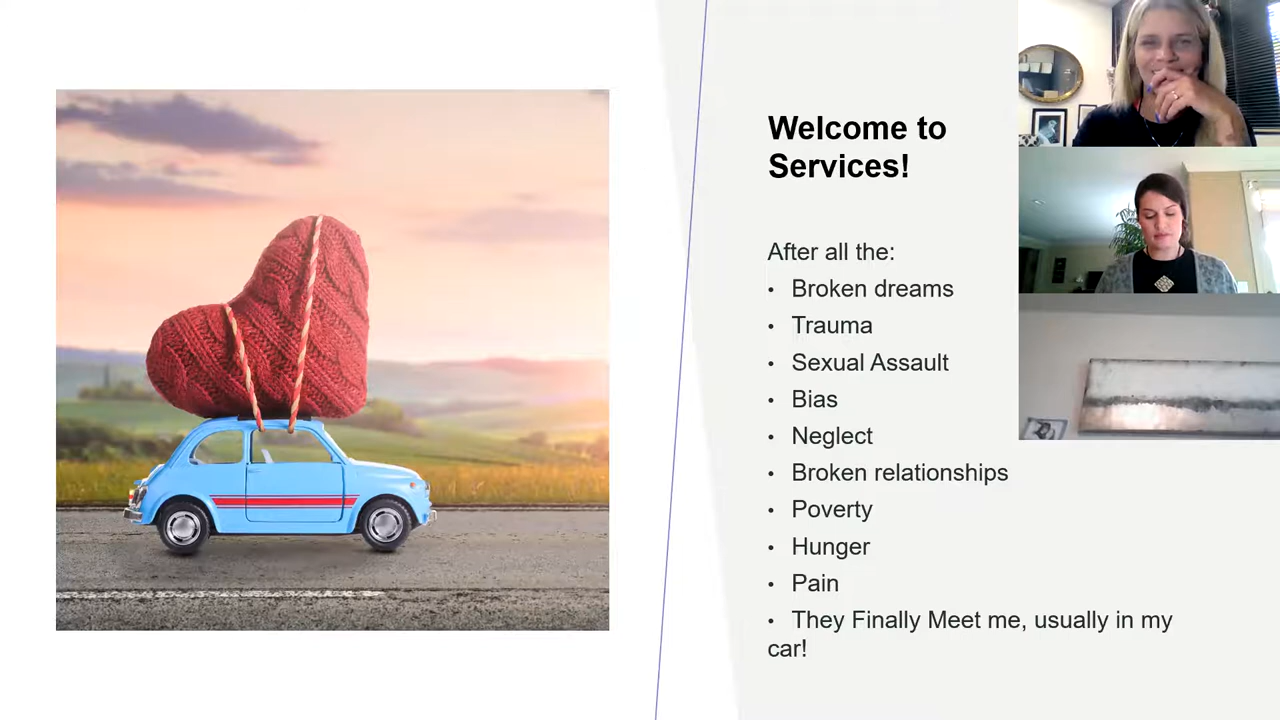 Welcome to
Services!
After all the:
• Broken dreams
• Trauma
• Sexual Assault
• Bias
• Neglect
• Broken relationships
• Poverty
• Hunger
• Pain
• They Finally Meet me, usually in my
car!